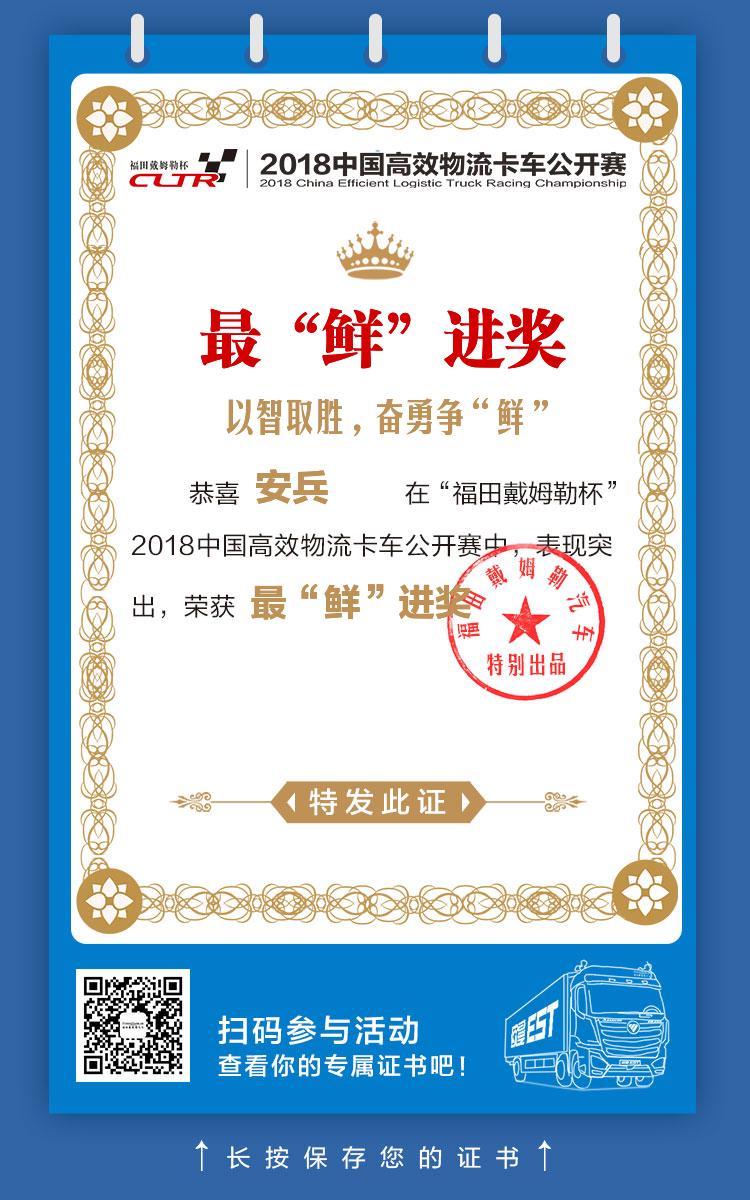 福田戴姆勒杯
CLTR
2018中国高效物流卡车公开赛
2018 China Efficient Logistic Truck Racing Championship
最“鲜”进奖
以智取胜，奋勇争“鲜”
恭喜 安兵 在“福田戴姆勒杯”
2018中国高效物流卡车公开赛中，表现突
出，荣获 最“鲜”进奖
福田戴姆勒汽车
特别出品
特发此证
扫码参与活动
查看你的专属证书吧！
EST
↑长按保存您的证书↑